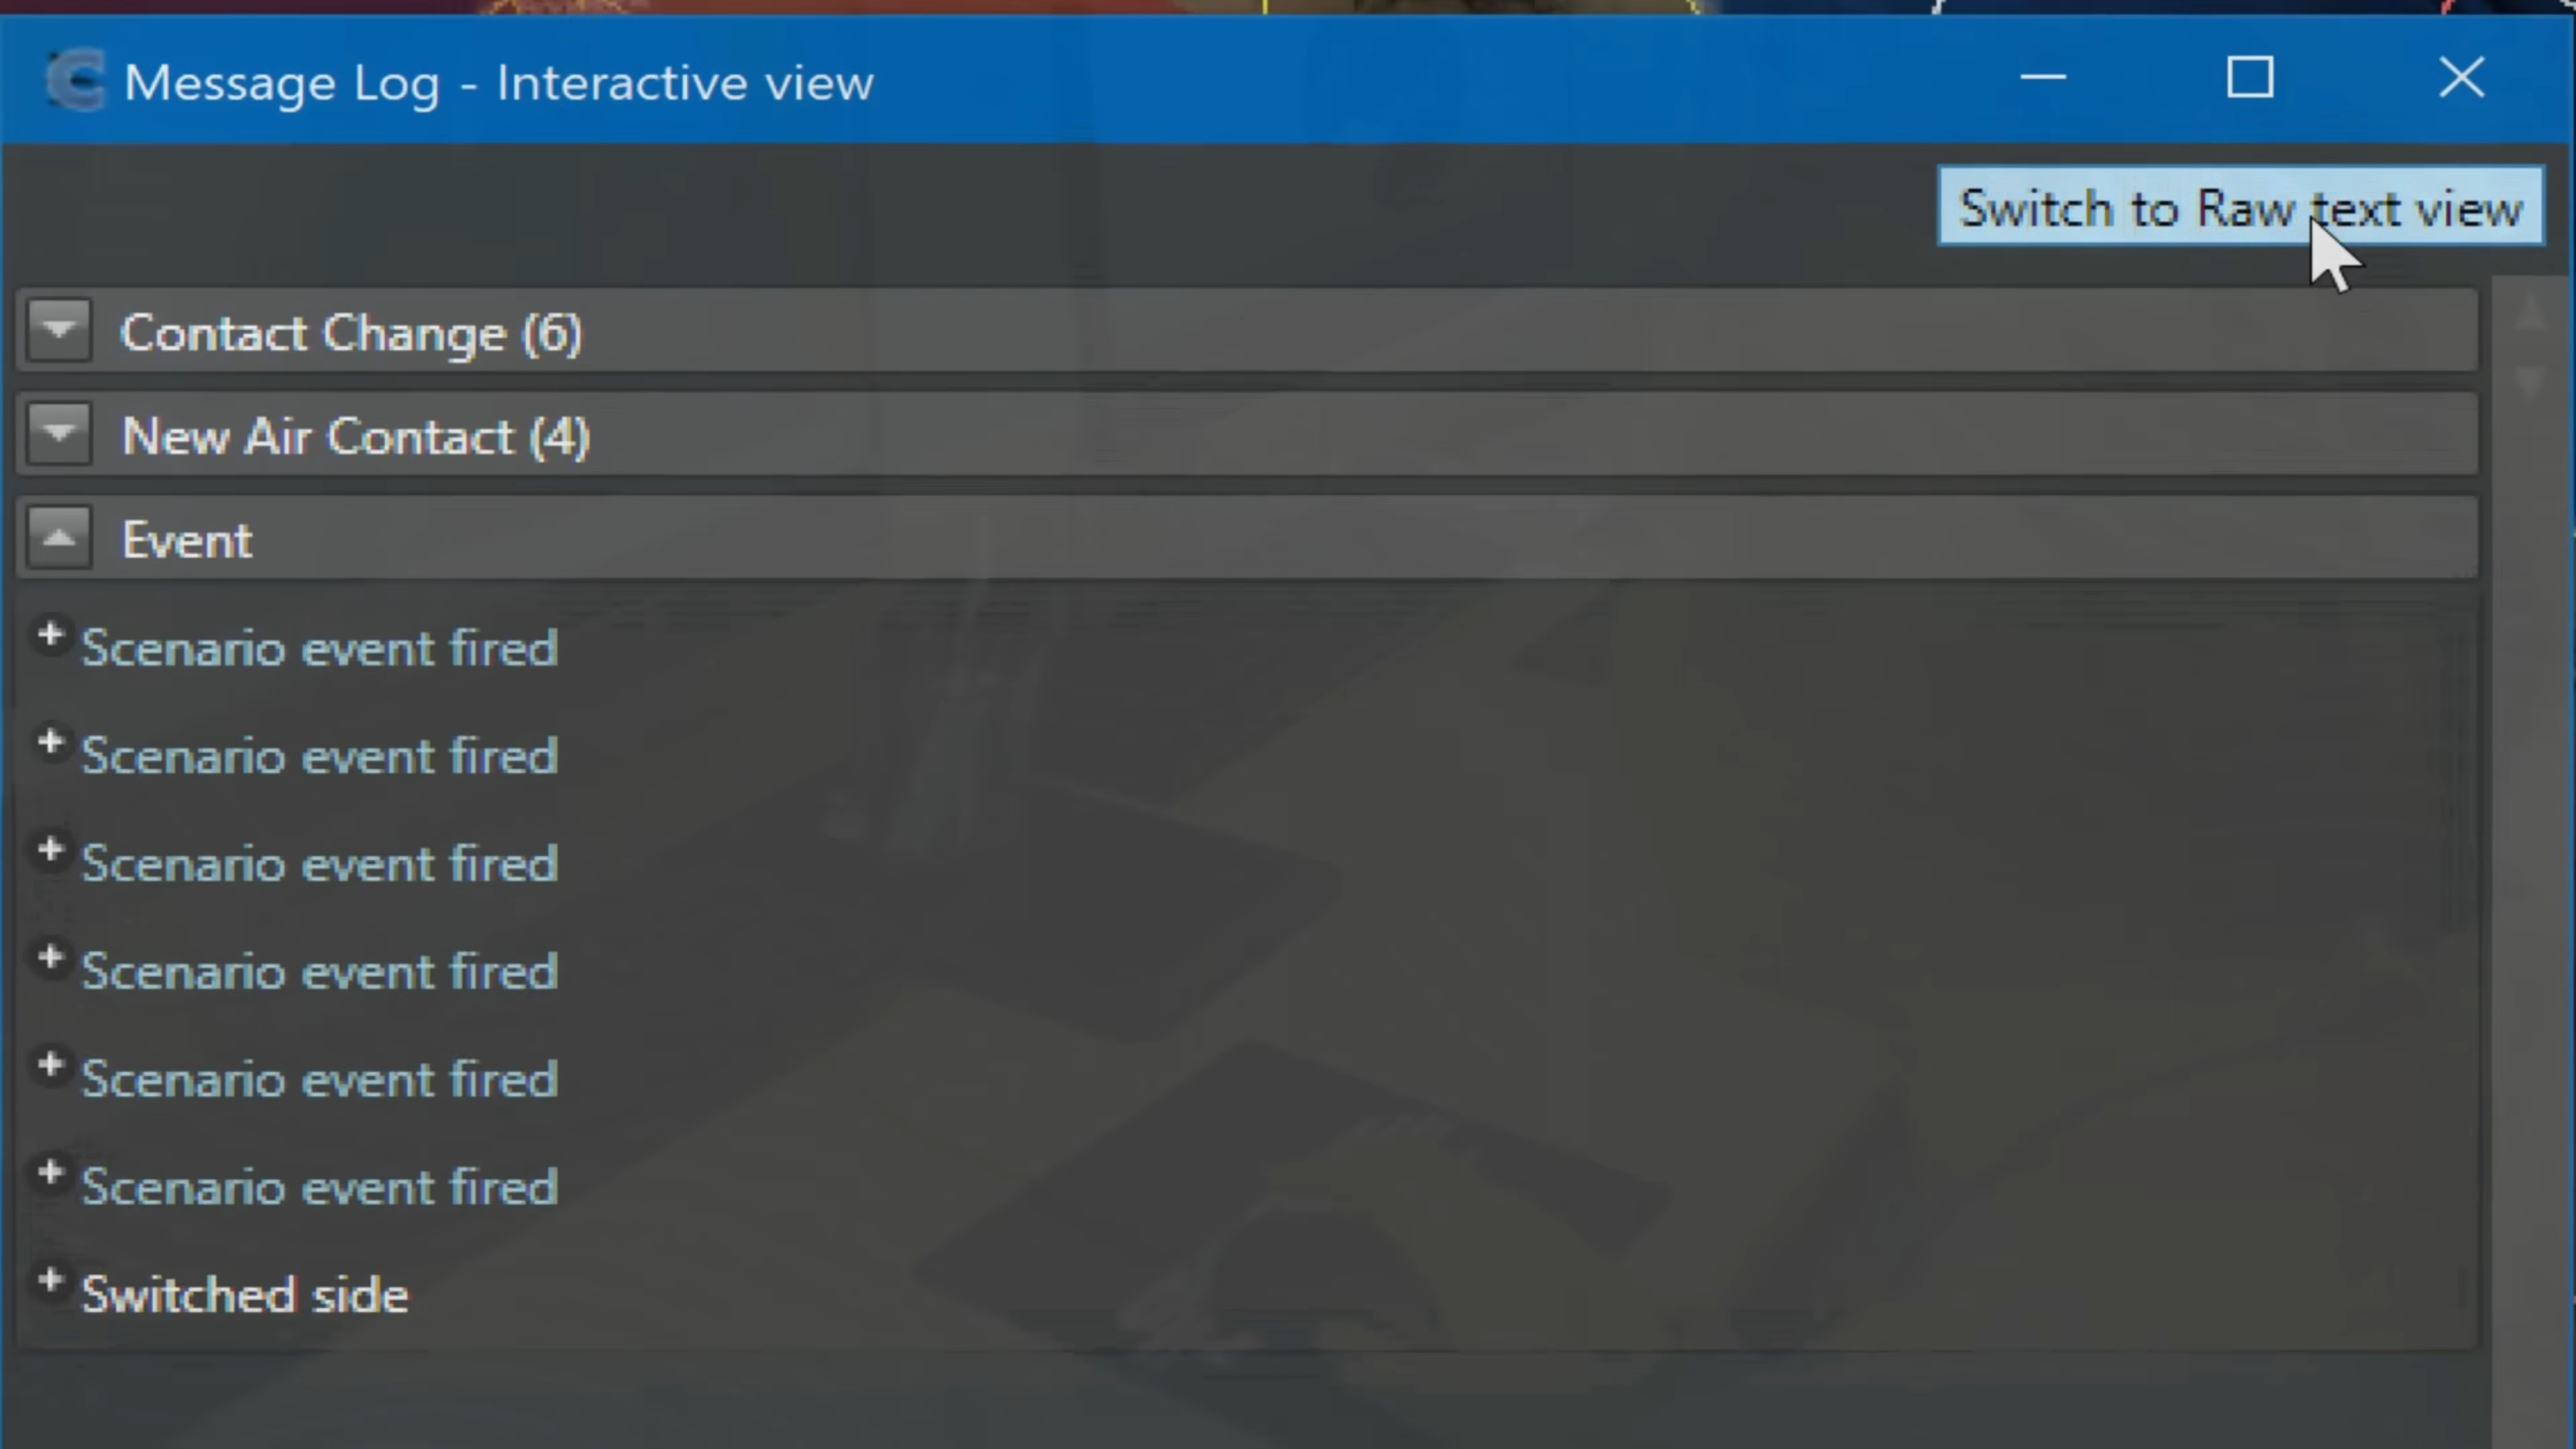 Message Log - Interactive view
Switch to Raw text view
Contact Change (6)
New Air Contact (4)
Event
Scenario event fired
Scenario event fired
Scenario event fired
Scenario event fired
Scenario event fired
Scenario event fired
Switched side